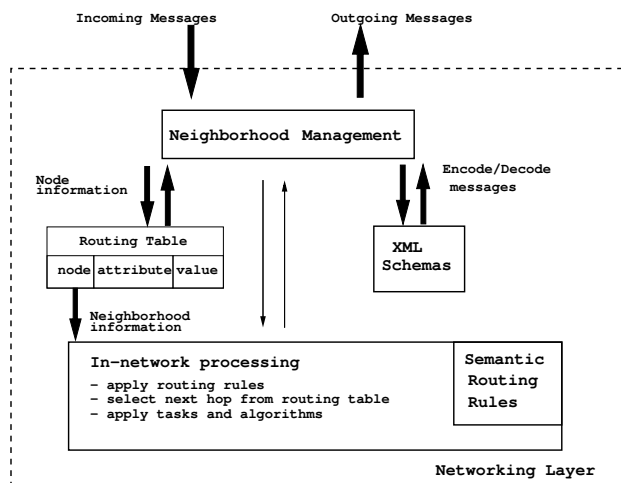 Incoming Messages
Outgoing Messages
Neighborhood Management
Node
information
Encode/Decode
messages
Routing Table
node attribute value
XML
Schemas
Neighborhood
information
In-network processing
- apply routing rules
- select next hop from routing table
- apply tasks and algorithms
Semantic
Routing
Rules
Networking Layer